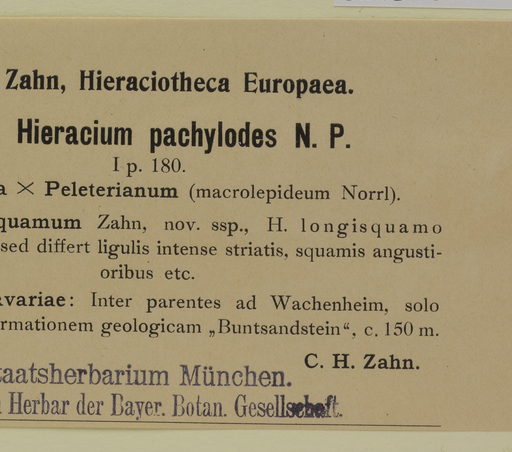 Zahn, Hieraciotheca Europaea.
Hieracium pachylodes N. P.
I p. 180.
a × Peleterianum (macrolepideum Norrl).
quamum Zahn, nov. ssp., H. longisquamo
sed differt ligulis intense striatis, squamis angusti-
oribus etc.
avariae: Inter parentes ad Wachenheim, solo
rmationem geologicam „Buntsandstein“, c. 150 m.
C. H. Zahn.
taatsherbarium München.
Herbar der Bayer. Botan. Gesellschaft.